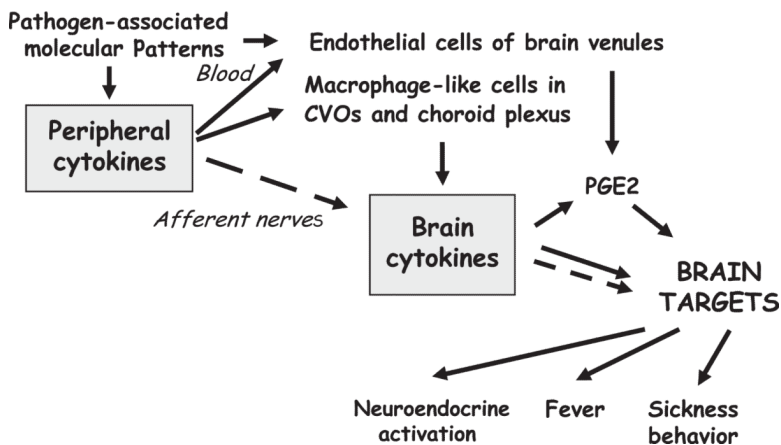 Pathogen-associated
molecular Patterns
Endothelial cells of brain venules
Blood
Macrophage-like cells in
CVOs and choroid plexus
Peripheral
cytokines
PGE2
Afferent nerves
Brain
cytokines
BRAIN
TARGETS
Neuroendocrine
activation
Fever
Sickness
behavior